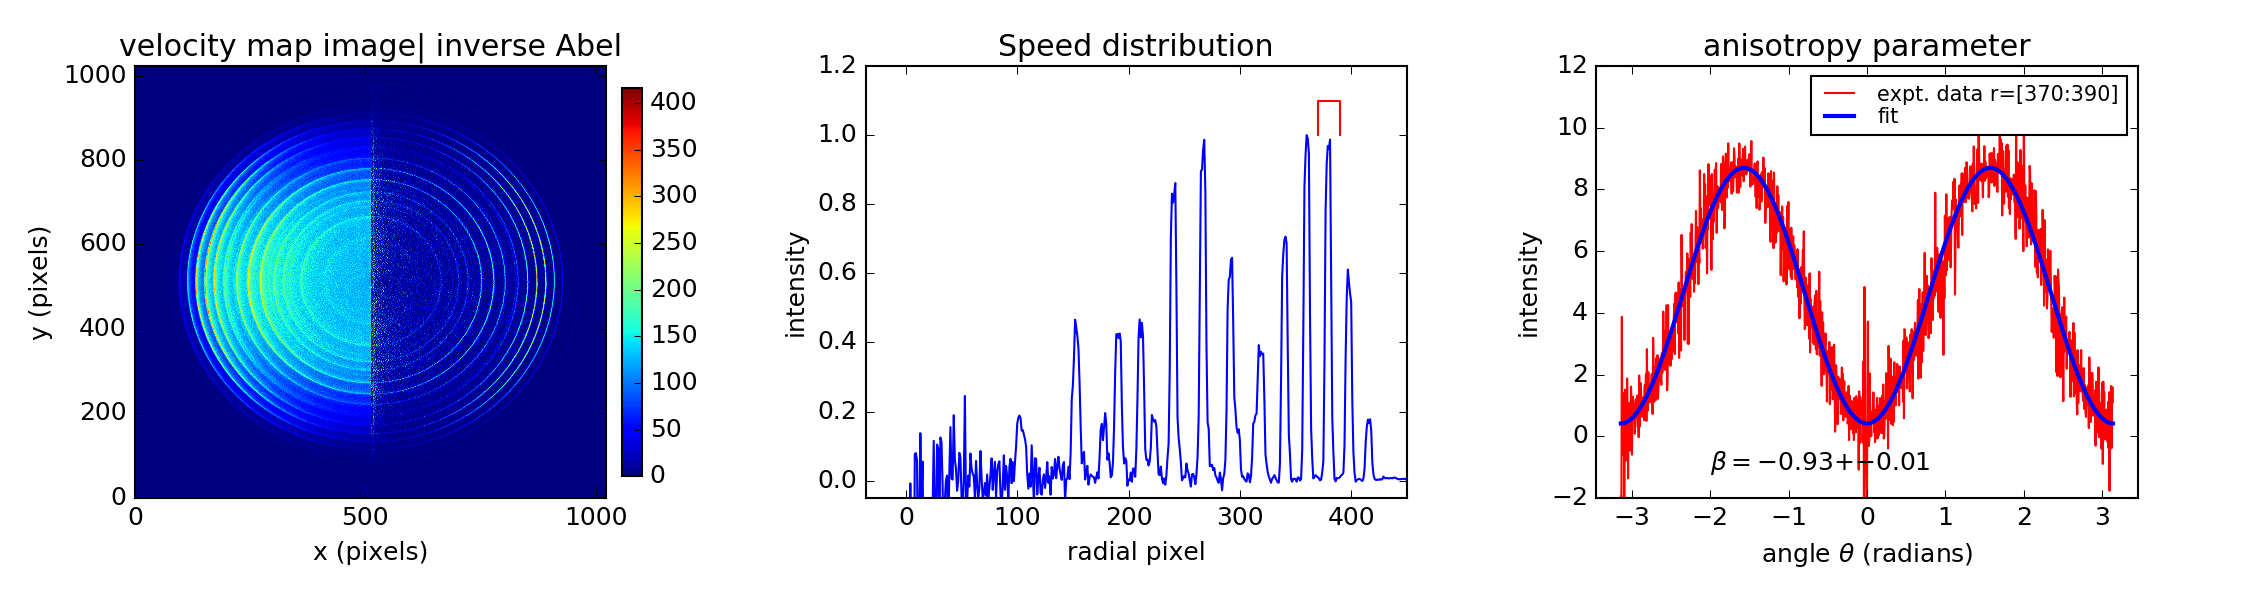 velocity map image| inverse Abel
1000
800
600
400
200
0
0 500 1000
y (pixels)
x (pixels)
400
350
300
250
200
150
100
50
0
Speed distribution
1.2
1.0
0.8
0.6
0.4
0.2
0.0
0 100 200 300 400
intensity
radial pixel
anisotropy parameter
12
10
8
6
4
2
0
−2
−3 −2 −1 0 1 2 3
intensity
angle θ (radians)
expt. data r=[370:390]
fit
β = −0.93+−0.01